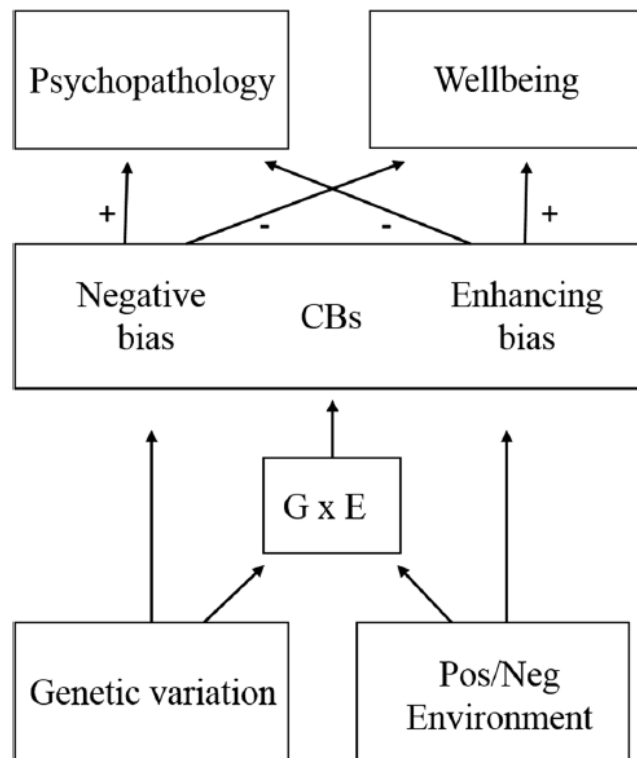 Psychopathology
Wellbeing
+
-
-
+
Negative
bias
CBs
Enhancing
bias
G x E
Genetic variation
Pos/Neg
Environment